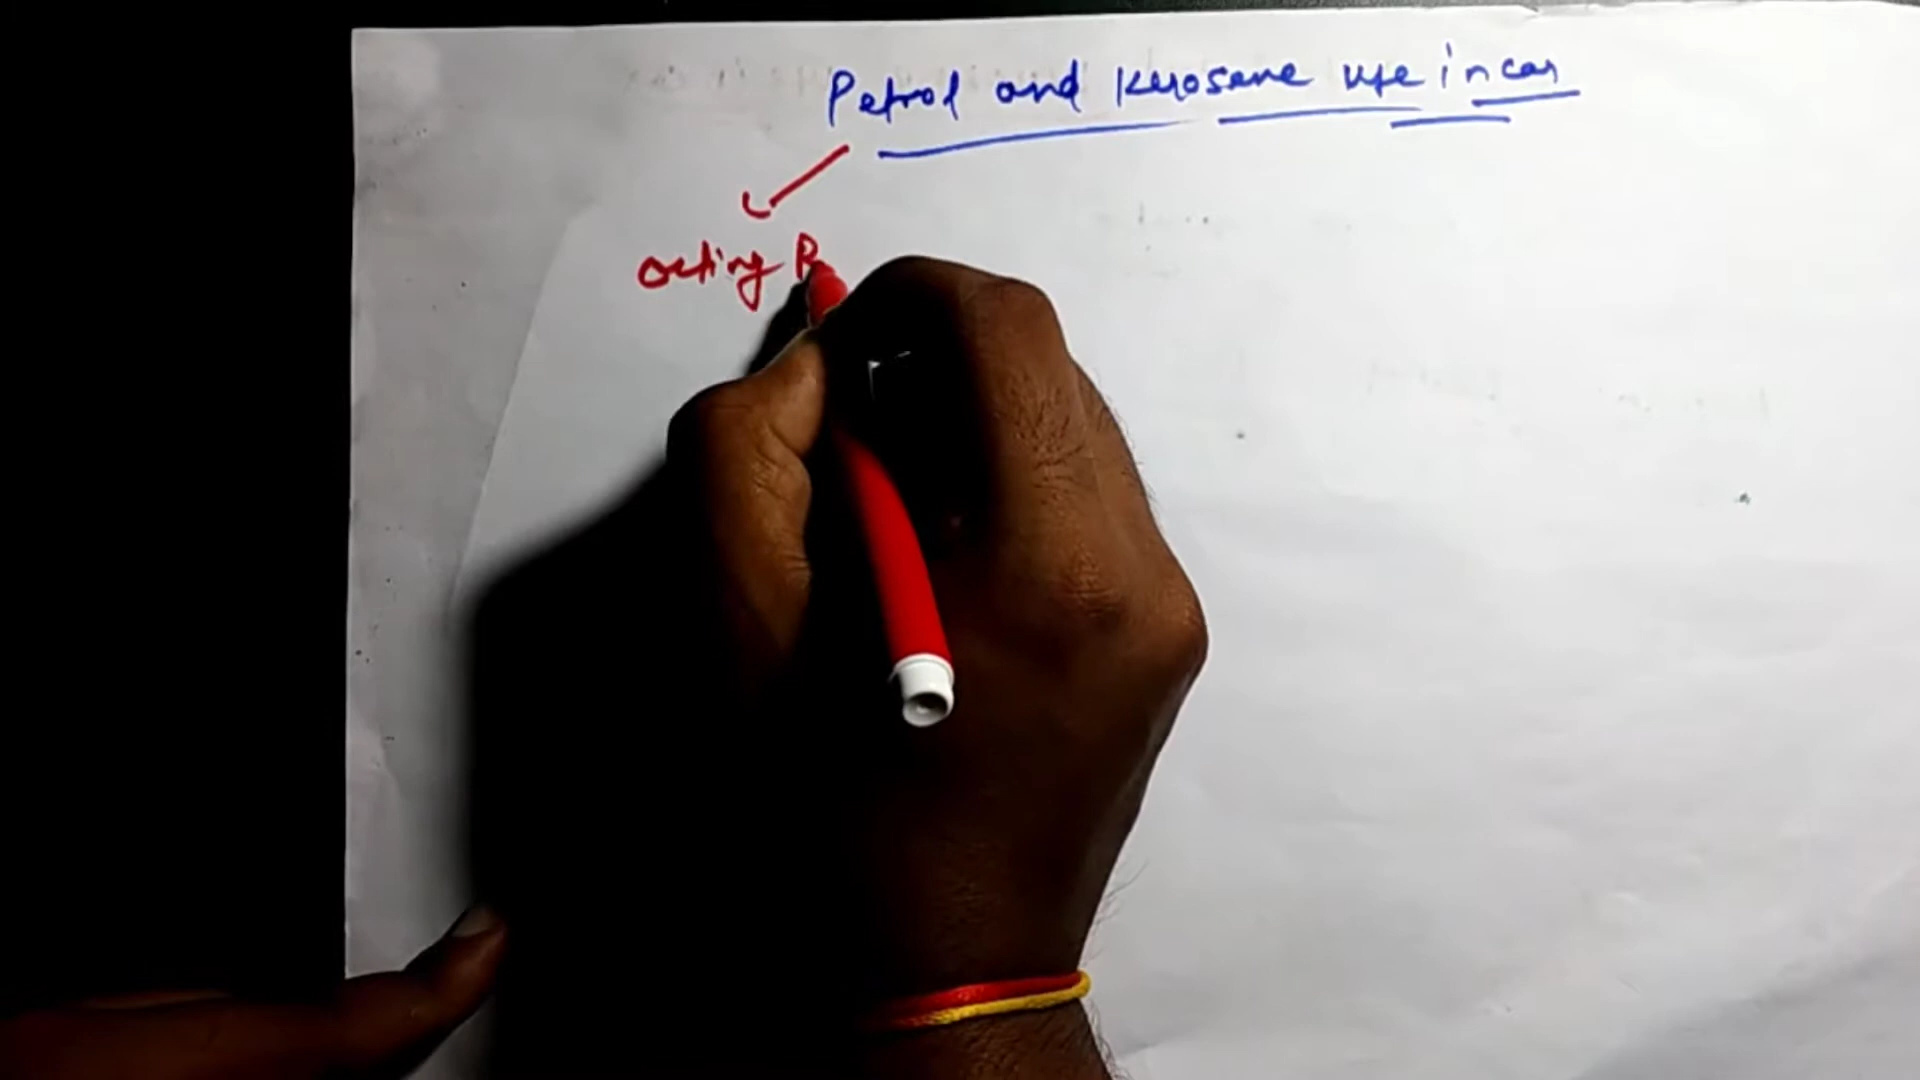 Petrol and Kerosene use in car
octing R